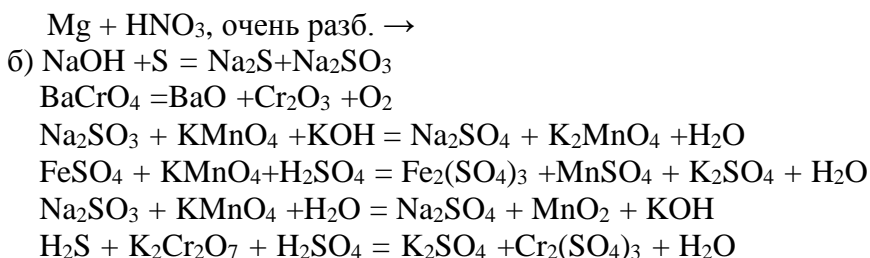 Mg + HNO₃, очень разб. →
б) NaOH +S = Na₂S+Na₂SO₃
BaCrO₄ =BaO +Cr₂O₃ +O₂
Na₂SO₃ + KMnO₄ +KOH = Na₂SO₄ + K₂MnO₄ +H₂O
FeSO₄ + KMnO₄+H₂SO₄ = Fe₂(SO₄)₃ +MnSO₄ + K₂SO₄ + H₂O
Na₂SO₃ + KMnO₄ +H₂O = Na₂SO₄ + MnO₂ + KOH
H₂S + K₂Cr₂O₇ + H₂SO₄ = K₂SO₄ +Cr₂(SO₄)₃ + H₂O